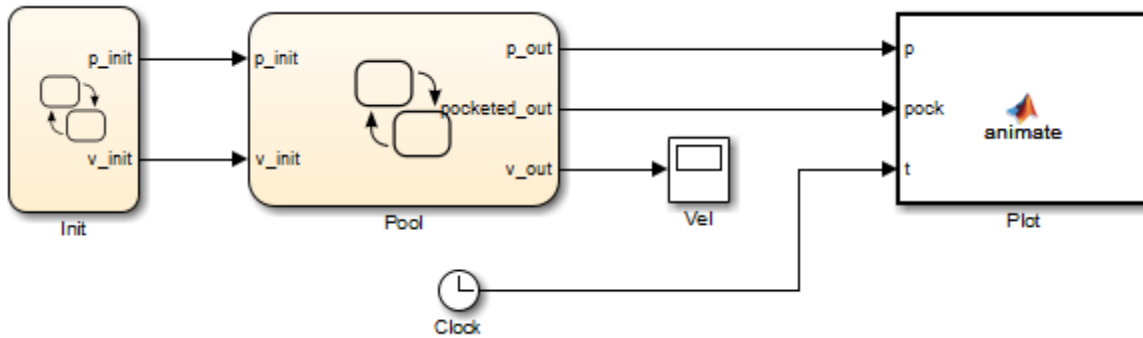 p_init
v_init
Init
p_init
v_init
p_out
pocketed_out
v_out
Pool
Vel
Clock
p
pock
t
animate
Plot